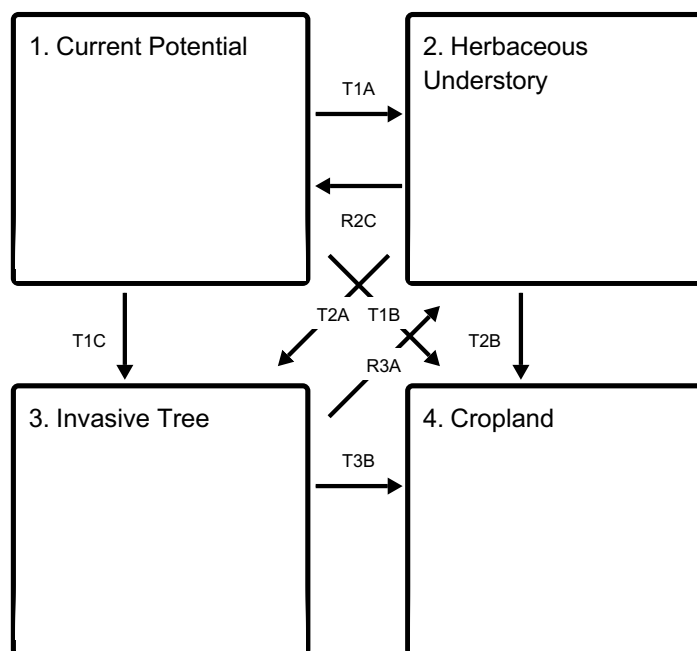 1. Current Potential
2. Herbaceous
Understory
T1A
R2C
T2A
T1B
T1C
T2B
R3A
3. Invasive Tree
4. Cropland
T3B